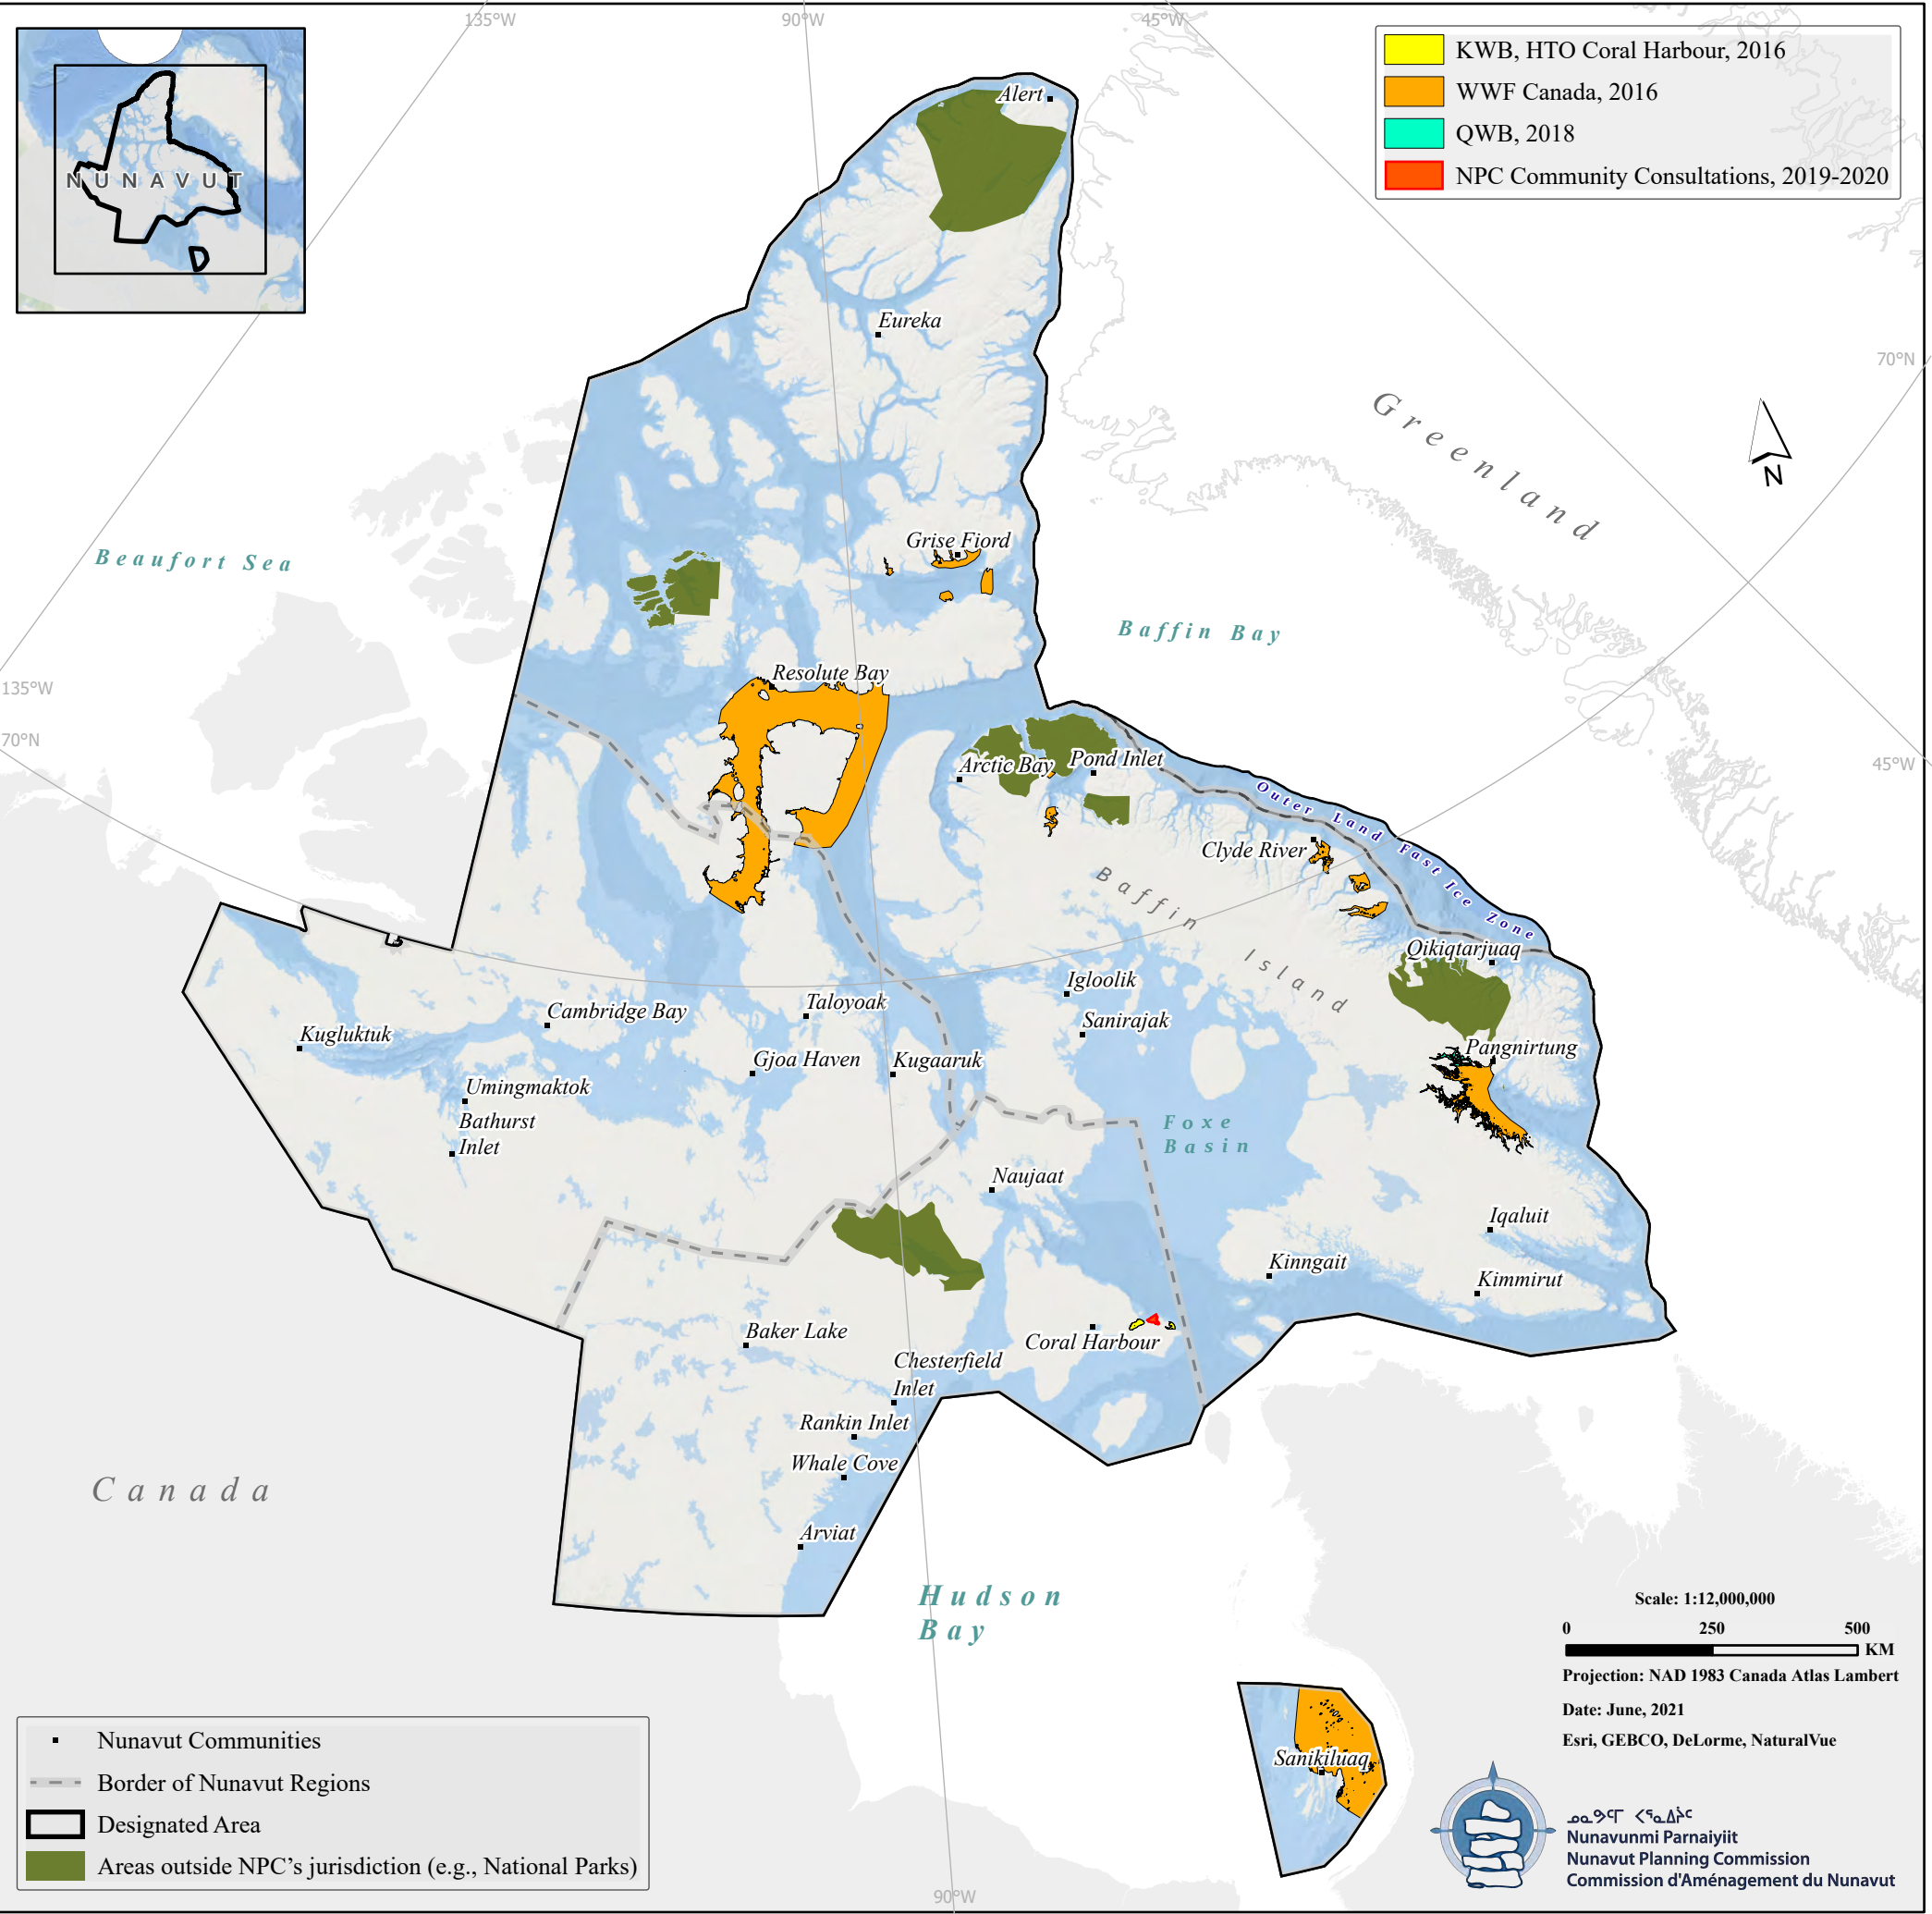 135°W
90°W
45°W
KWB, HTO Coral Harbour, 2016
WWF Canada, 2016
QWB, 2018
NPC Community Consultations, 2019-2020
NUNAVUT
Alert
Eureka
70°N
Greenland
N
Beaufort Sea
Grise Fiord
Baffin Bay
Resolute Bay
135°W
70°N
Arctic Bay
Pond Inlet
45°W
Outer Land Fast Ice Zone
Clyde River
Baffin Island
Qikiqtarjuaq
Igloolik
Taloyoak
Cambridge Bay
Sanirajak
Kugluktuk
Pangnirtung
Gjoa Haven
Kugaaruk
Umingmaktok
Bathurst
Inlet
Foxe
Basin
Naujaat
Iqaluit
Kinngait
Kimmirut
Baker Lake
Coral Harbour
Chesterfield
Inlet
Rankin Inlet
Whale Cove
Canada
Arviat
Hudson
Bay
Scale: 1:12,000,000
0 250 500
KM
Projection: NAD 1983 Canada Atlas Lambert
Date: June, 2021
Esri, GEBCO, DeLorme, NaturalVue
Sanikiluaq
Nunavut Communities
Border of Nunavut Regions
Designated Area
Areas outside NPC's jurisdiction (e.g., National Parks)
ᓄᓇᕗᒻᒥ ᐸᕐᓇᐃᔩᑦ
Nunavunmi Parnaiyiit
Nunavut Planning Commission
Commission d'Aménagement du Nunavut
90°W